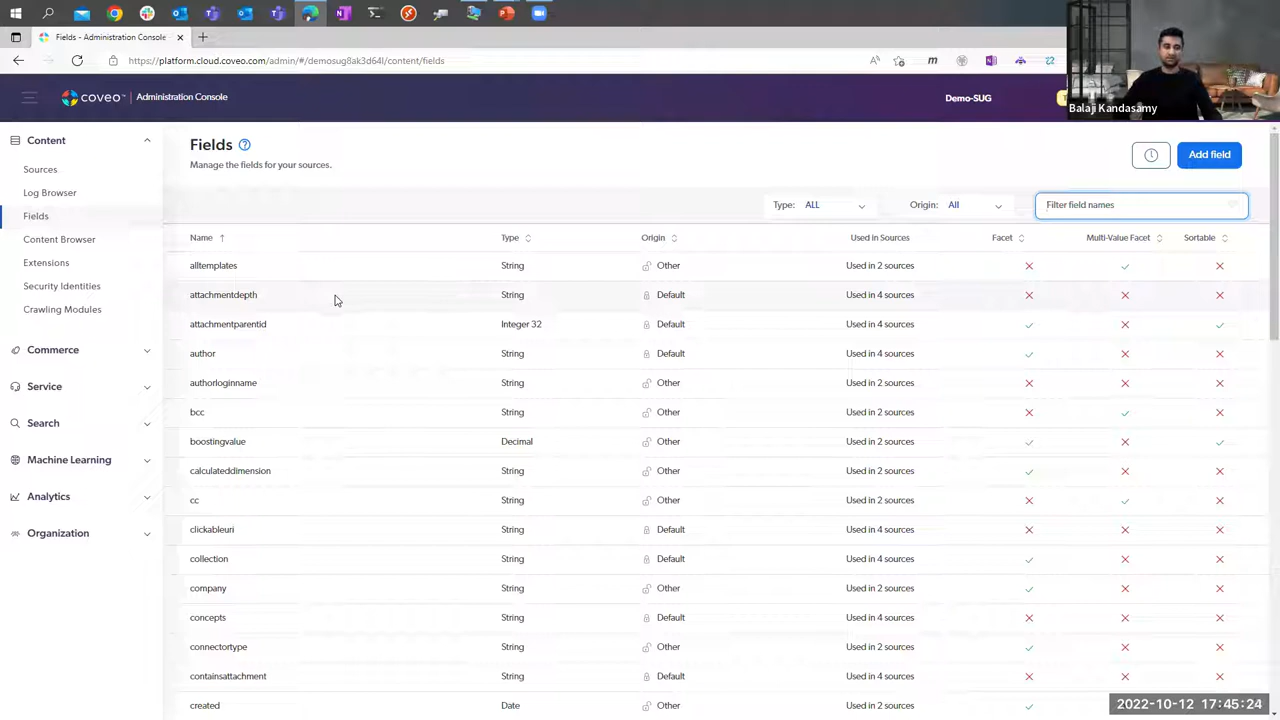 Fields - Administration Console
https://platform.cloud.coveo.com/admin/#/demosug8ak3d64l/content/fields
Balaji Kandasamy
coveo™ Administration Console
Demo-SUG
Content
Sources
Log Browser
Fields
Content Browser
Extensions
Security Identities
Crawling Modules
Commerce
Service
Search
Machine Learning
Analytics
Organization
Fields
Manage the fields for your sources.
Add field
Type: ALL
Origin: All
Filter field names
Name Type Origin Used in Sources Facet Multi-Value Facet Sortable
alltemplates String Other Used in 2 sources
attachmentdepth String Default Used in 4 sources
attachmentparentid Integer 32 Default Used in 4 sources
author String Default Used in 4 sources
authorloginname String Other Used in 2 sources
bcc String Other Used in 2 sources
boostingvalue Decimal Other Used in 2 sources
calculateddimension String Other Used in 2 sources
cc String Other Used in 2 sources
clickableuri String Default Used in 4 sources
collection String Default Used in 4 sources
company String Other Used in 2 sources
concepts String Default Used in 4 sources
connectortype String Other Used in 2 sources
containsattachment String Default Used in 4 sources
created Date Other Used in 2 sources
2022-10-12 17:45:24